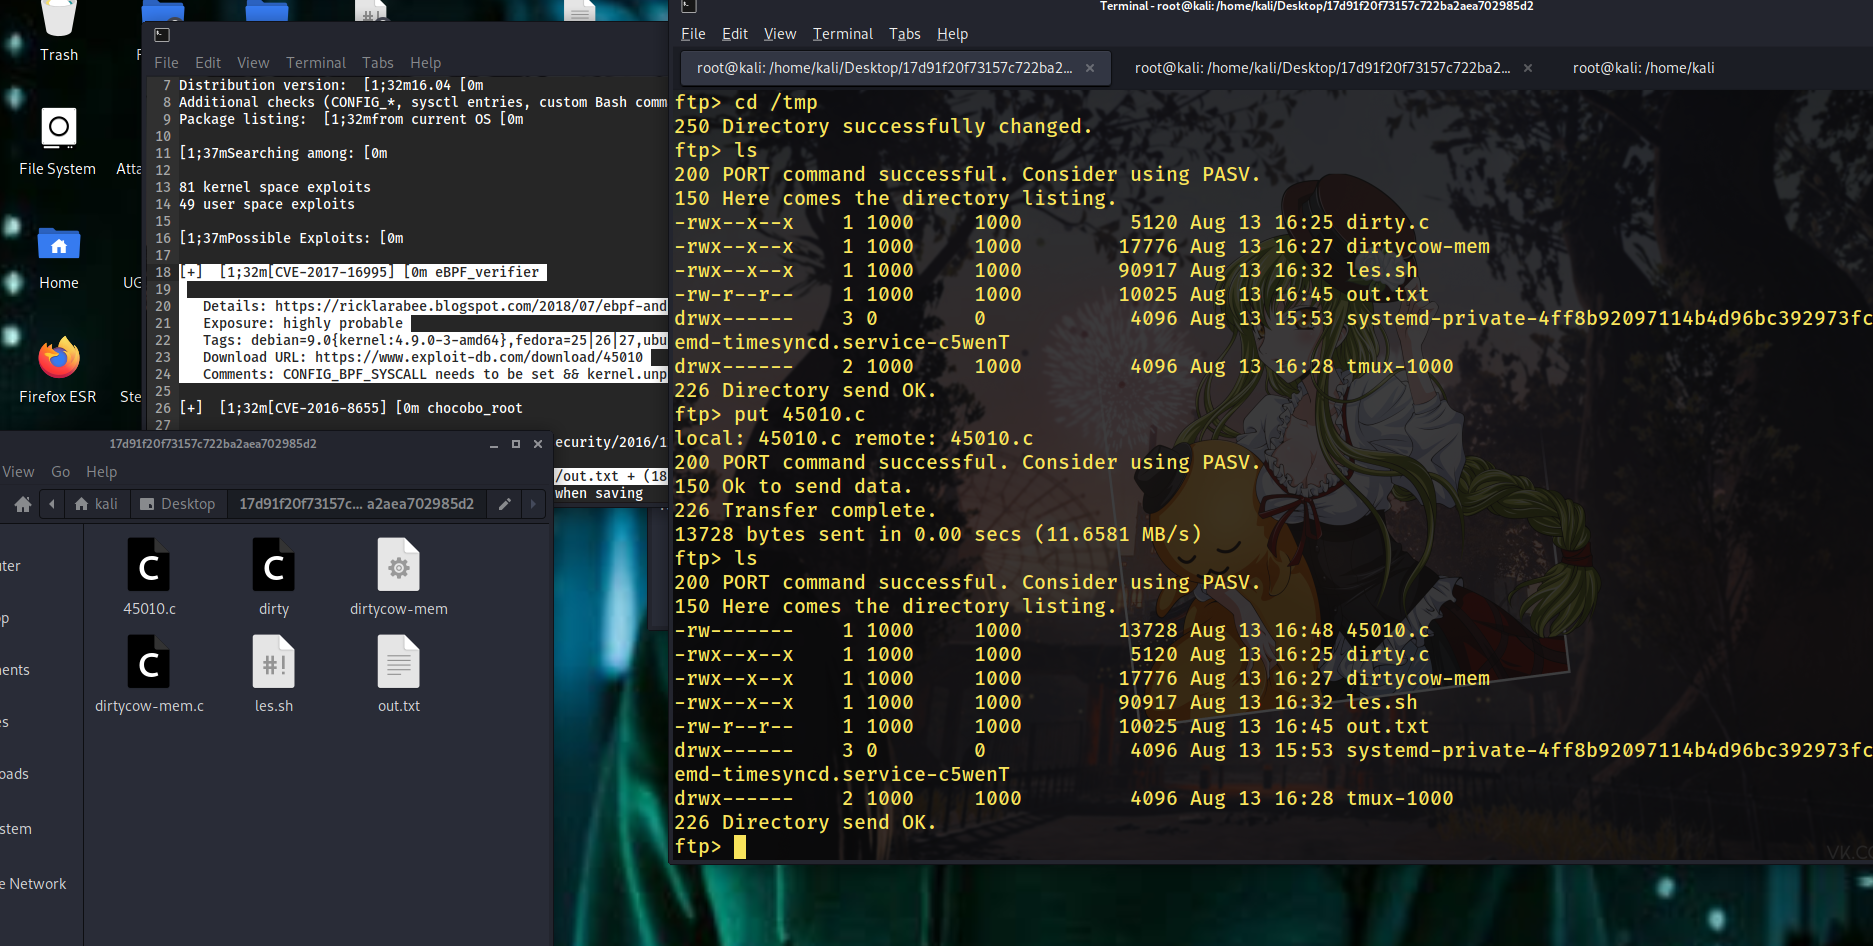 Trash
File System
Atta
Home
UG
Firefox ESR
Ste
File Edit View Terminal Tabs Help
7 Distribution version:  [1;32m16.04 [0m
8 Additional checks (CONFIG_*, sysctl entries, custom Bash comm
9 Package listing:  [1;32mfrom current OS [0m
10
11 [1;37mSearching among: [0m
12
13 81 kernel space exploits
14 49 user space exploits
15
16 [1;37mPossible Exploits: [0m
17
18 [+]  [1;32m[CVE-2017-16995] [0m eBPF_verifier
19
20 Details: https://ricklarabee.blogspot.com/2018/07/ebpf-and
21 Exposure: highly probable
22 Tags: debian=9.0{kernel:4.9.0-3-amd64},fedora=25|26|27,ubu
23 Download URL: https://www.exploit-db.com/download/45010
24 Comments: CONFIG_BPF_SYSCALL needs to be set && kernel.unp
25
26 [+]  [1;32m[CVE-2016-8655] [0m chocobo_root
27
ecurity/2016/1
/out.txt + (18
when saving
17d91f20f73157c722ba2aea702985d2
View Go Help
kali Desktop 17d91f20f73157c... a2aea702985d2
45010.c dirty dirtycow-mem
dirtycow-mem.c les.sh out.txt
uter
op
ments
es
oads
stem
e Network
Terminal - root@kali: /home/kali/Desktop/17d91f20f73157c722ba2aea702985d2
File Edit View Terminal Tabs Help
root@kali: /home/kali/Desktop/17d91f20f73157c722ba2... × root@kali: /home/kali/Desktop/17d91f20f73157c722ba2... × root@kali: /home/kali
ftp> cd /tmp
250 Directory successfully changed.
ftp> ls
200 PORT command successful. Consider using PASV.
150 Here comes the directory listing.
-rwx--x--x    1 1000     1000         5120 Aug 13 16:25 dirty.c
-rwx--x--x    1 1000     1000        17776 Aug 13 16:27 dirtycow-mem
-rwx--x--x    1 1000     1000        90917 Aug 13 16:32 les.sh
-rw-r--r--    1 1000     1000        10025 Aug 13 16:45 out.txt
drwx------    3 0        0            4096 Aug 13 15:53 systemd-private-4ff8b92097114b4d96bc392973fc
emd-timesyncd.service-c5wenT
drwx------    2 1000     1000         4096 Aug 13 16:28 tmux-1000
226 Directory send OK.
ftp> put 45010.c
local: 45010.c remote: 45010.c
200 PORT command successful. Consider using PASV.
150 Ok to send data.
226 Transfer complete.
13728 bytes sent in 0.00 secs (11.6581 MB/s)
ftp> ls
200 PORT command successful. Consider using PASV.
150 Here comes the directory listing.
-rw-------    1 1000     1000        13728 Aug 13 16:48 45010.c
-rwx--x--x    1 1000     1000         5120 Aug 13 16:25 dirty.c
-rwx--x--x    1 1000     1000        17776 Aug 13 16:27 dirtycow-mem
-rwx--x--x    1 1000     1000        90917 Aug 13 16:32 les.sh
-rw-r--r--    1 1000     1000        10025 Aug 13 16:45 out.txt
drwx------    3 0        0            4096 Aug 13 15:53 systemd-private-4ff8b92097114b4d96bc392973fc
emd-timesyncd.service-c5wenT
drwx------    2 1000     1000         4096 Aug 13 16:28 tmux-1000
226 Directory send OK.
ftp>
VK.CO